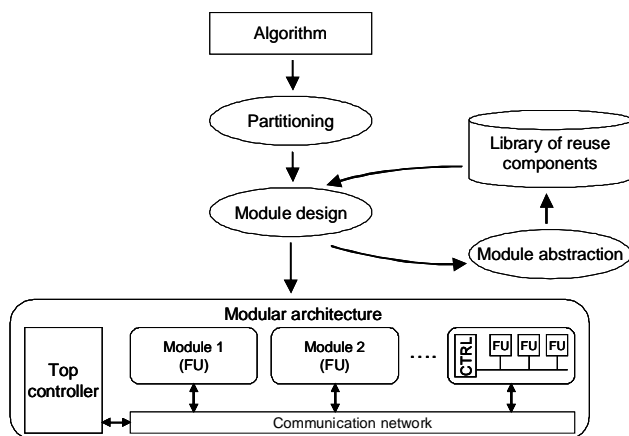 Algorithm
Partitioning
Library of reuse
components
Module design
Module abstraction
Modular architecture
Top
controller
Module 1
(FU)
Module 2
(FU)
....
CTRL
FU
FU
FU
Communication network